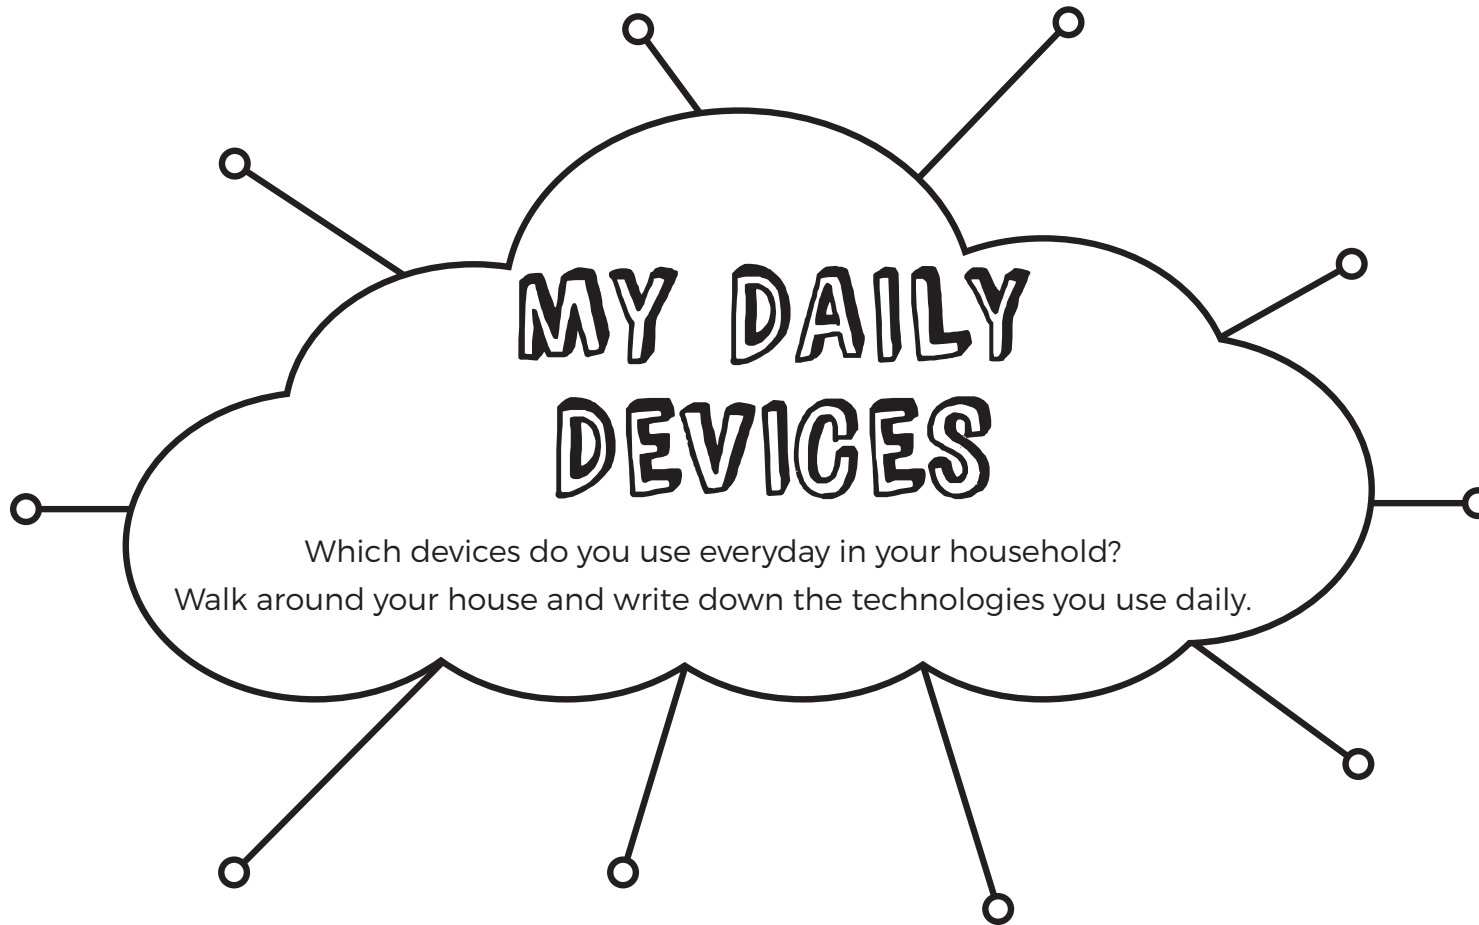 MY DAILY
DEVICES
Which devices do you use everyday in your household?
Walk around your house and write down the technologies you use daily.